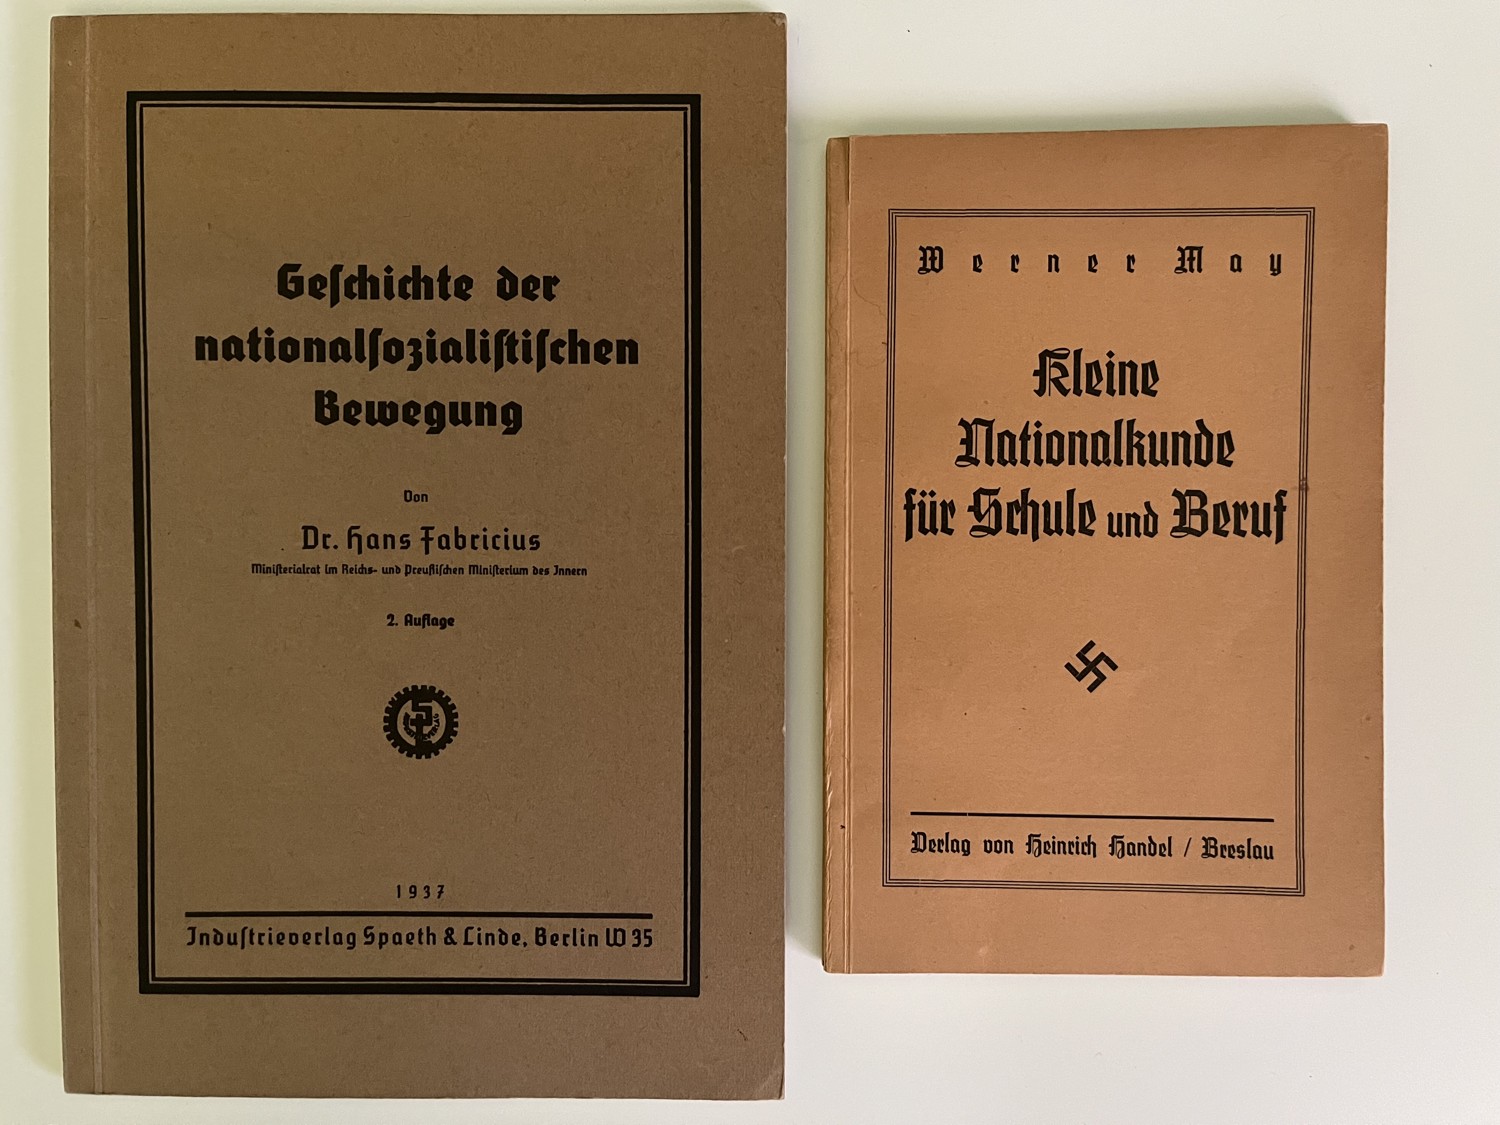 Geschichte der
nationalsozialistischen
Bewegung
Von
Dr. Hans Fabricius
Ministerialrat im Reichs- und Preußischen Ministerium des Innern
2. Auflage
1937
Industrieverlag Spaeth & Linde, Berlin W 35
Werner May
Kleine
Nationalkunde
für Schule und Beruf
Verlag von Heinrich Handel / Breslau